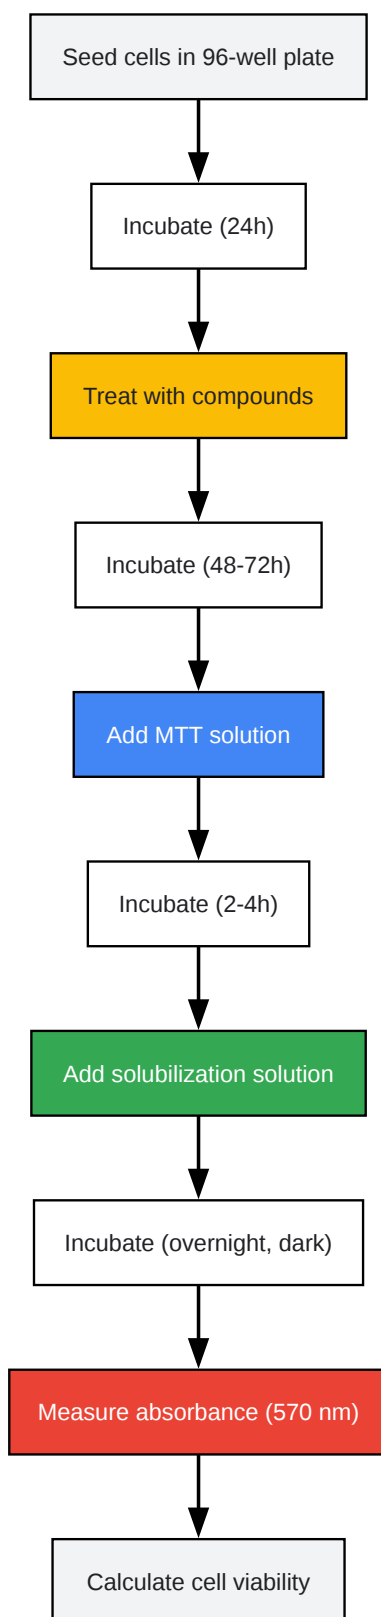 Seed cells in 96-well plate
Incubate (24h)
Treat with compounds
Incubate (48-72h)
Add MTT solution
Incubate (2-4h)
Add solubilization solution
Incubate (overnight, dark)
Measure absorbance (570 nm)
Calculate cell viability